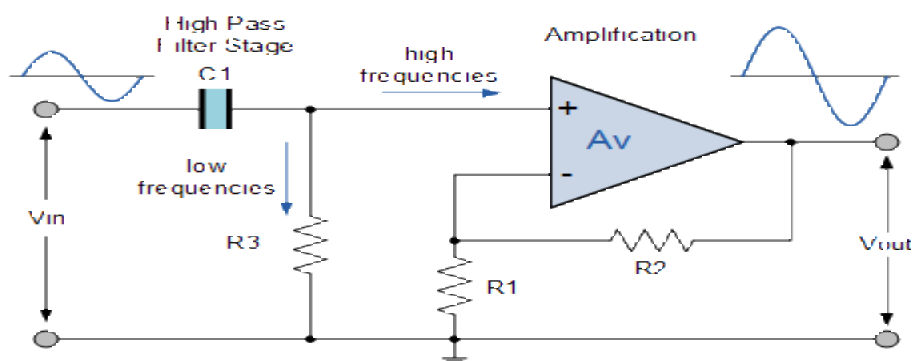 High Pass
Filter Stage
C1
Amplification
high
frequencies
+
Av
-
low
frequencies
Vin
R3
R1
R2
Vout